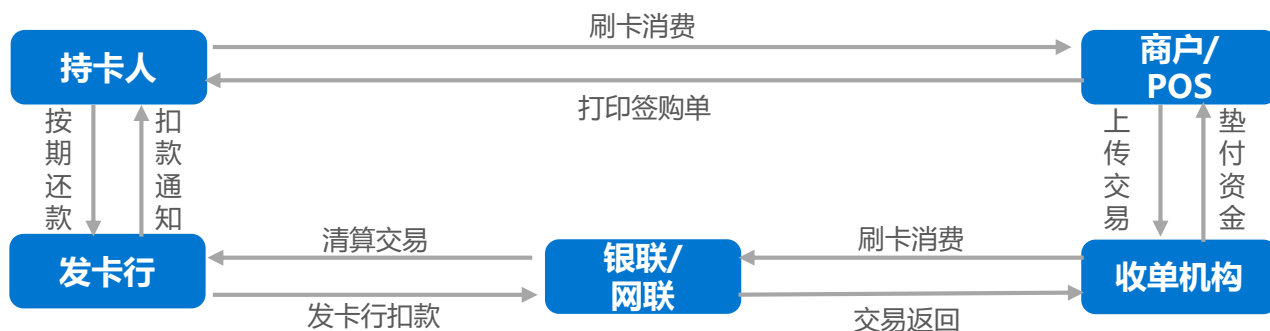 刷卡消费
持卡人
商户/
POS
打印签购单
按期还款
扣款通知
上传交易
垫付资金
清算交易
刷卡消费
发卡行
银联/
网联
收单机构
发卡行扣款
交易返回